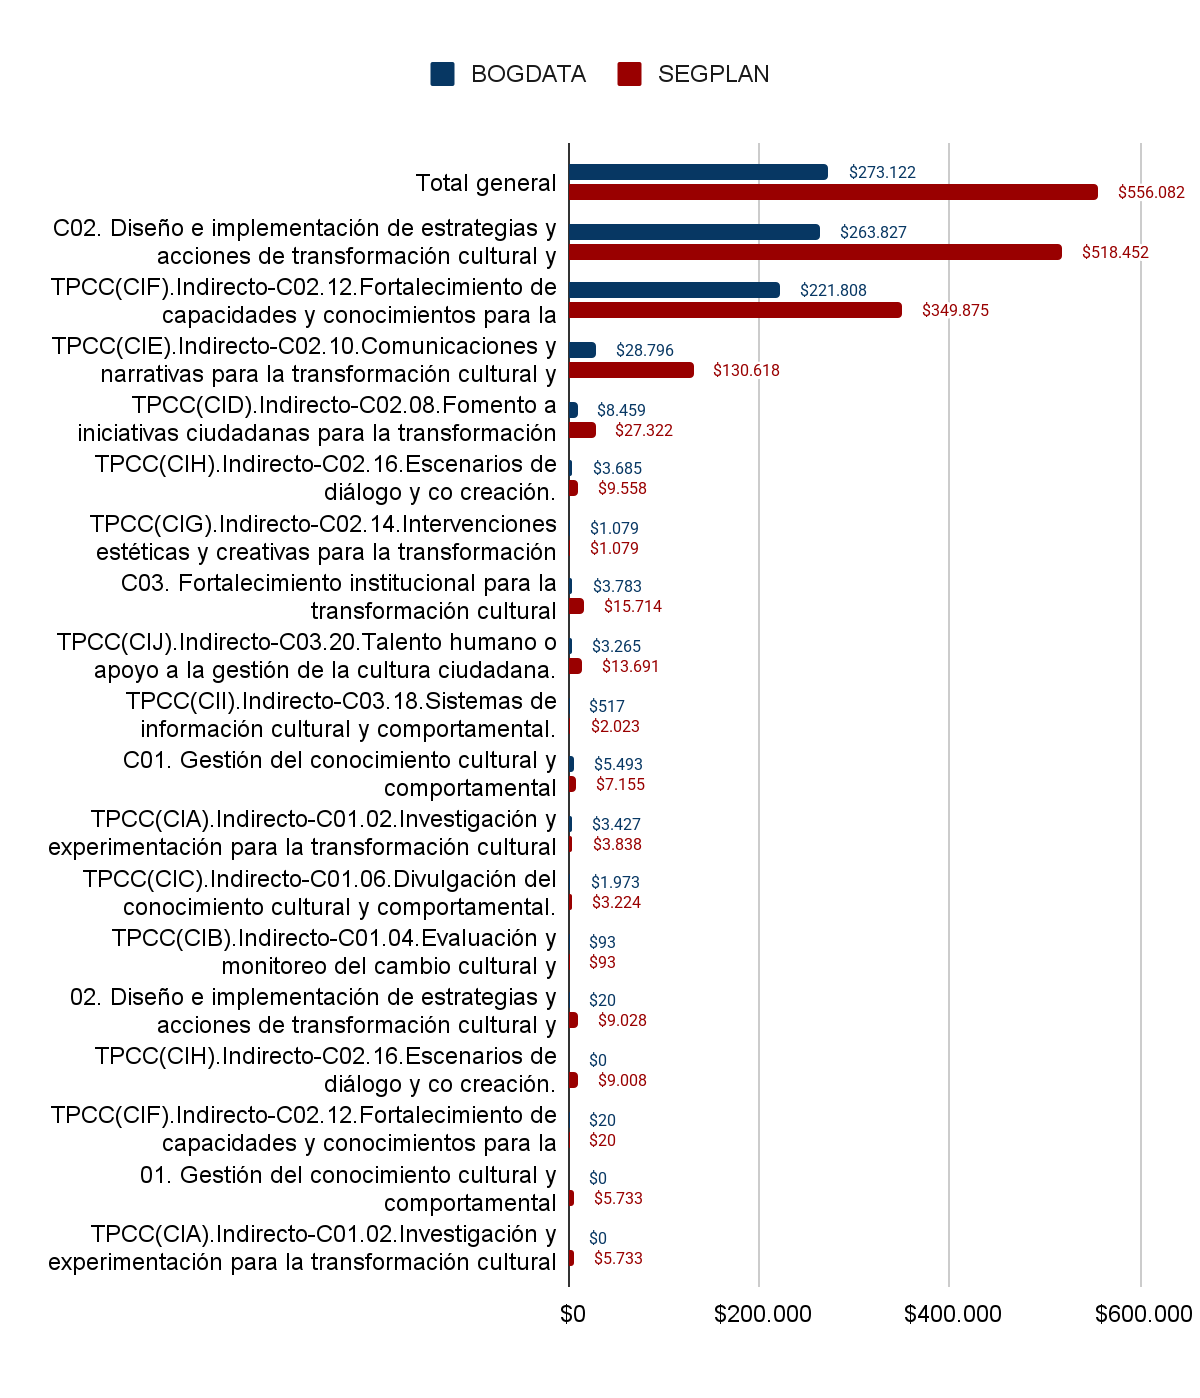 BOGDATA SEGPLAN
Total general
$273.122
$556.082
C02. Diseño e implementación de estrategias y
acciones de transformación cultural y
$263.827
$518.452
TPCC(CIF).Indirecto-C02.12.Fortalecimiento de
capacidades y conocimientos para la
$221.808
$349.875
TPCC(CIE).Indirecto-C02.10.Comunicaciones y
narrativas para la transformación cultural y
$28.796
$130.618
TPCC(CID).Indirecto-C02.08.Fomento a
iniciativas ciudadanas para la transformación
$8.459
$27.322
TPCC(CIH).Indirecto-C02.16.Escenarios de
diálogo y co creación.
$3.685
$9.558
TPCC(CIG).Indirecto-C02.14.Intervenciones
estéticas y creativas para la transformación
$1.079
$1.079
C03. Fortalecimiento institucional para la
transformación cultural
$3.783
$15.714
TPCC(CIJ).Indirecto-C03.20.Talento humano o
apoyo a la gestión de la cultura ciudadana.
$3.265
$13.691
TPCC(CII).Indirecto-C03.18.Sistemas de
información cultural y comportamental.
$517
$2.023
C01. Gestión del conocimiento cultural y
comportamental
$5.493
$7.155
TPCC(CIA).Indirecto-C01.02.Investigación y
experimentación para la transformación cultural
$3.427
$3.838
TPCC(CIC).Indirecto-C01.06.Divulgación del
conocimiento cultural y comportamental.
$1.973
$3.224
TPCC(CIB).Indirecto-C01.04.Evaluación y
monitoreo del cambio cultural y
$93
$93
02. Diseño e implementación de estrategias y
acciones de transformación cultural y
$20
$9.028
TPCC(CIH).Indirecto-C02.16.Escenarios de
diálogo y co creación.
$0
$9.008
TPCC(CIF).Indirecto-C02.12.Fortalecimiento de
capacidades y conocimientos para la
$20
$20
01. Gestión del conocimiento cultural y
comportamental
$0
$5.733
TPCC(CIA).Indirecto-C01.02.Investigación y
experimentación para la transformación cultural
$0
$5.733
$0 $200.000 $400.000 $600.000